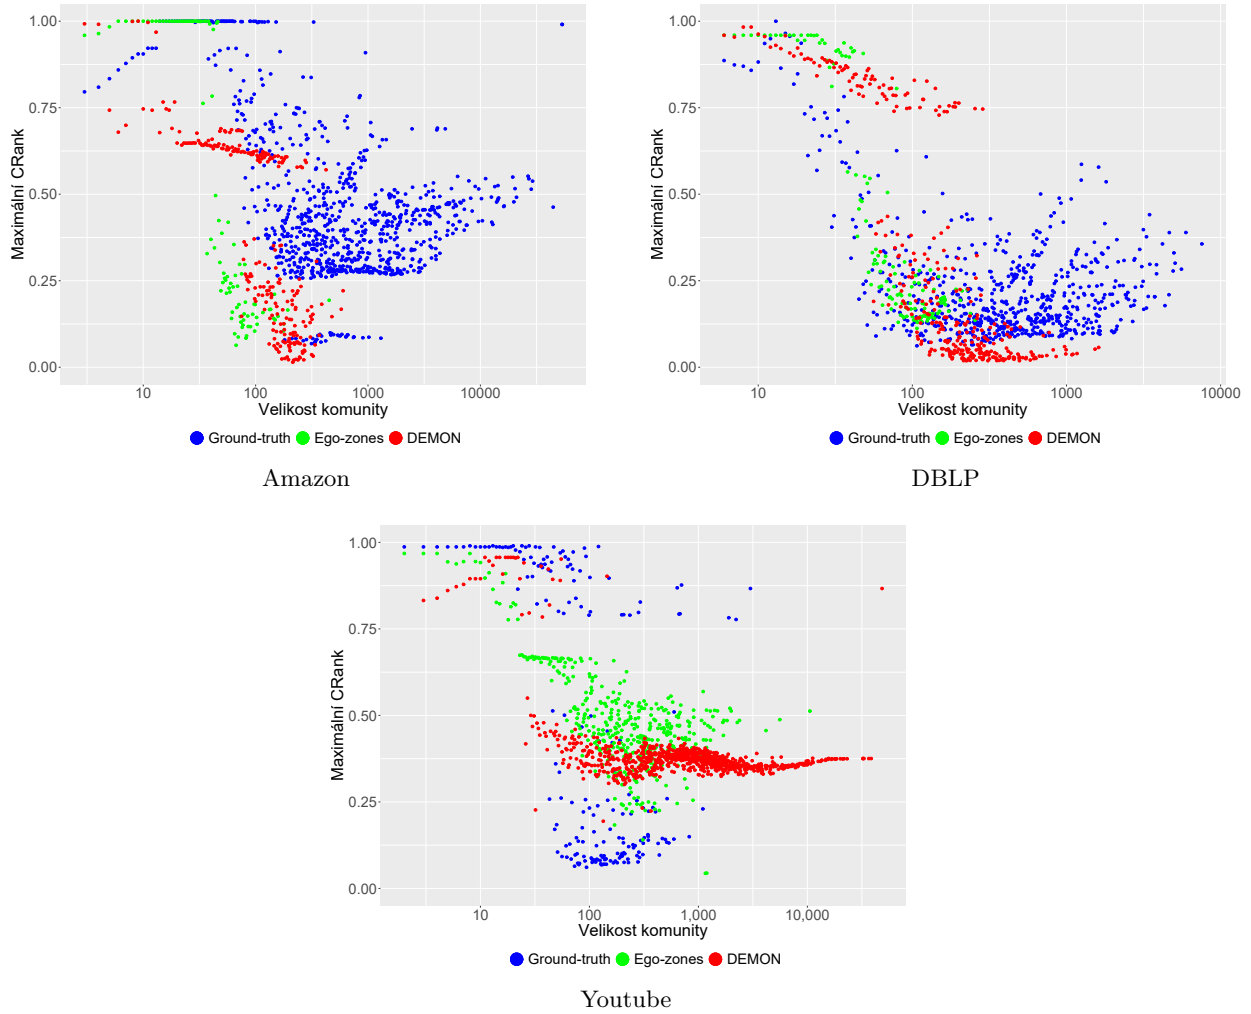 1.00
0.75
0.50
0.25
0.00
Maximální CRank
10 100 1000 10000
Velikost komunity
Ground-truth Ego-zones DEMON
Amazon
1.00
0.75
0.50
0.25
0.00
Maximální CRank
10 100 1000 10000
Velikost komunity
Ground-truth Ego-zones DEMON
DBLP
1.00
0.75
0.50
0.25
0.00
Maximální CRank
10 100 1,000 10,000
Velikost komunity
Ground-truth Ego-zones DEMON
Youtube